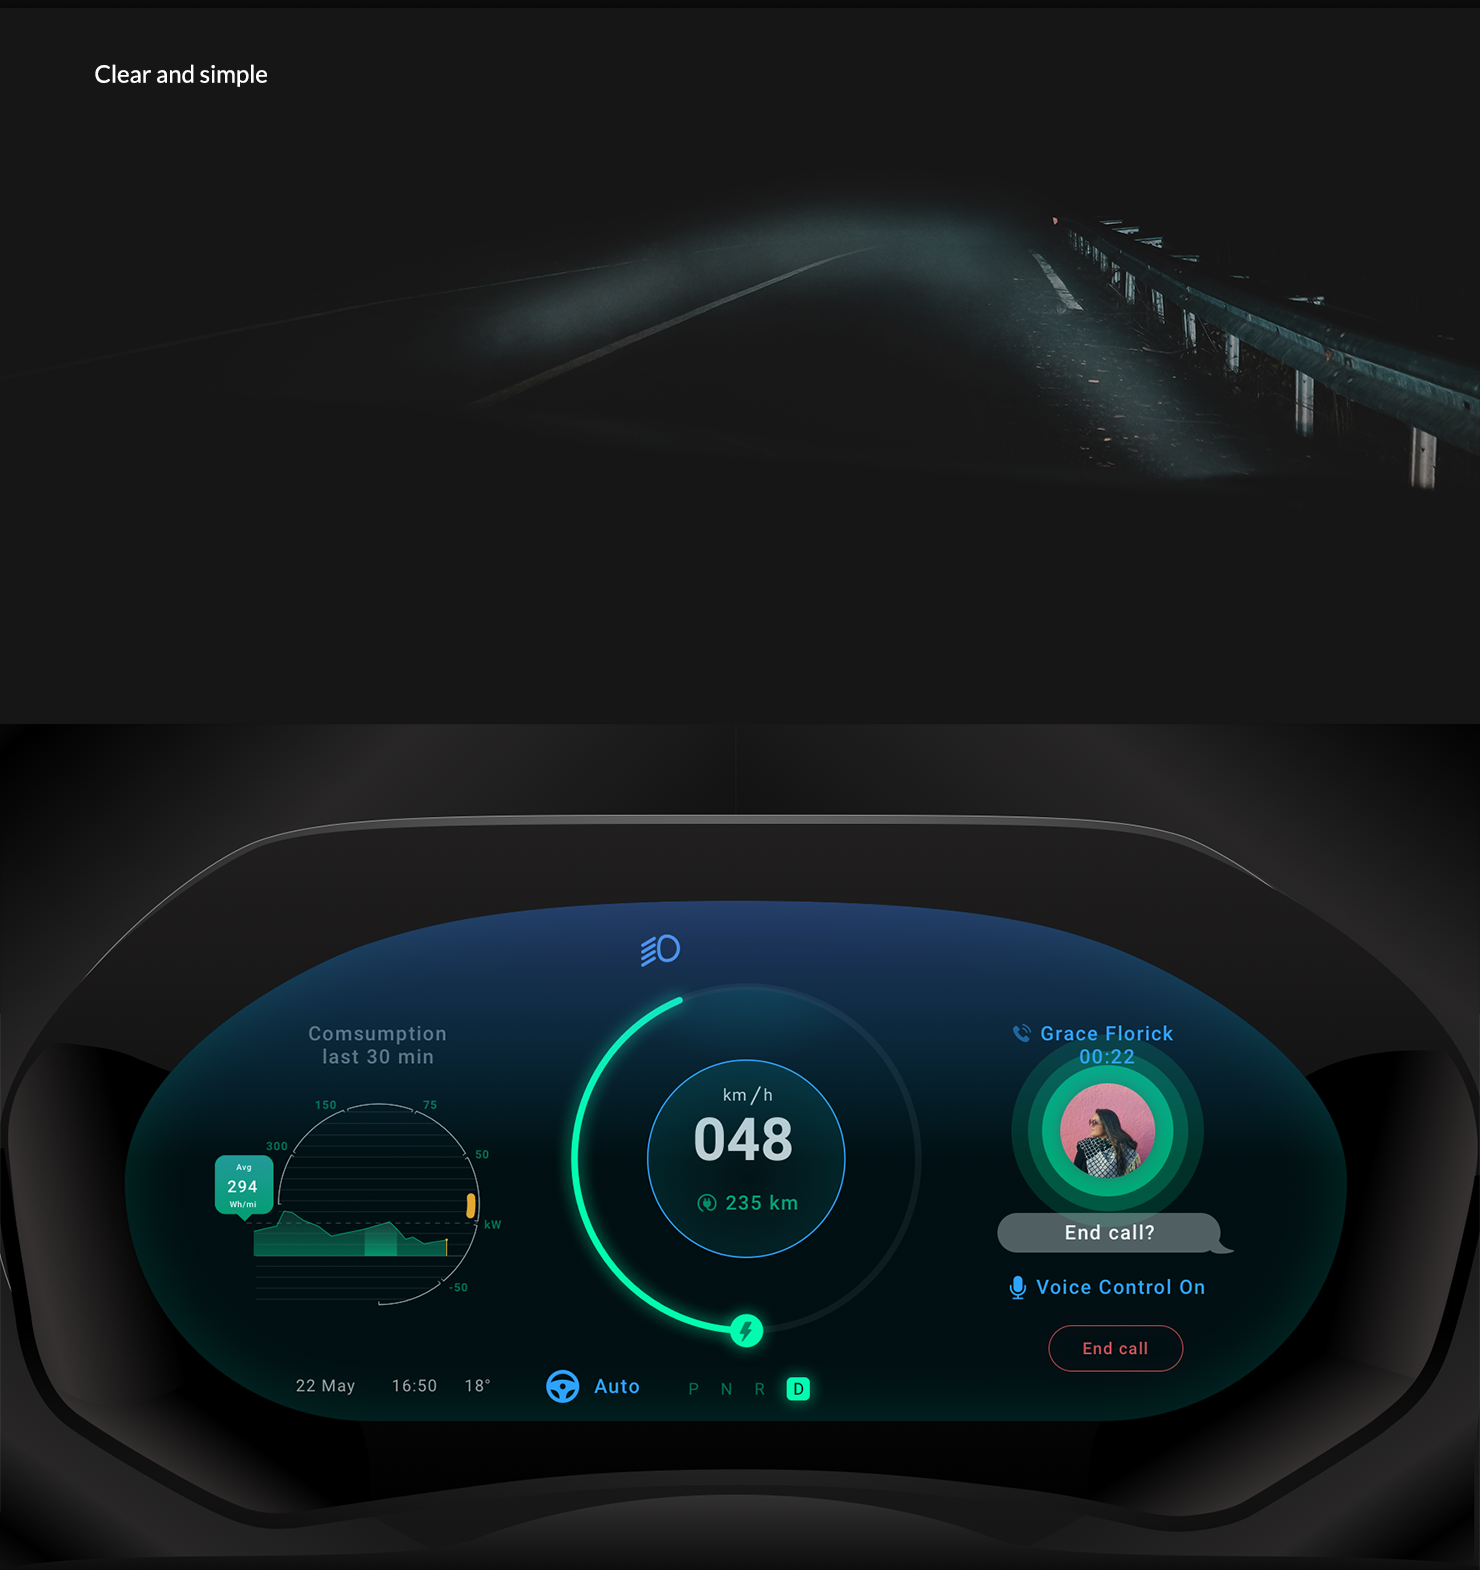 Clear and simple
Comsumption
last 30 min
150
75
300
50
Avg
294
Wh/mi
kW
-50
km/h
048
235 km
Grace Florick
00:22
End call?
Voice Control On
End call
22 May 16:50 18°
Auto
P N R D